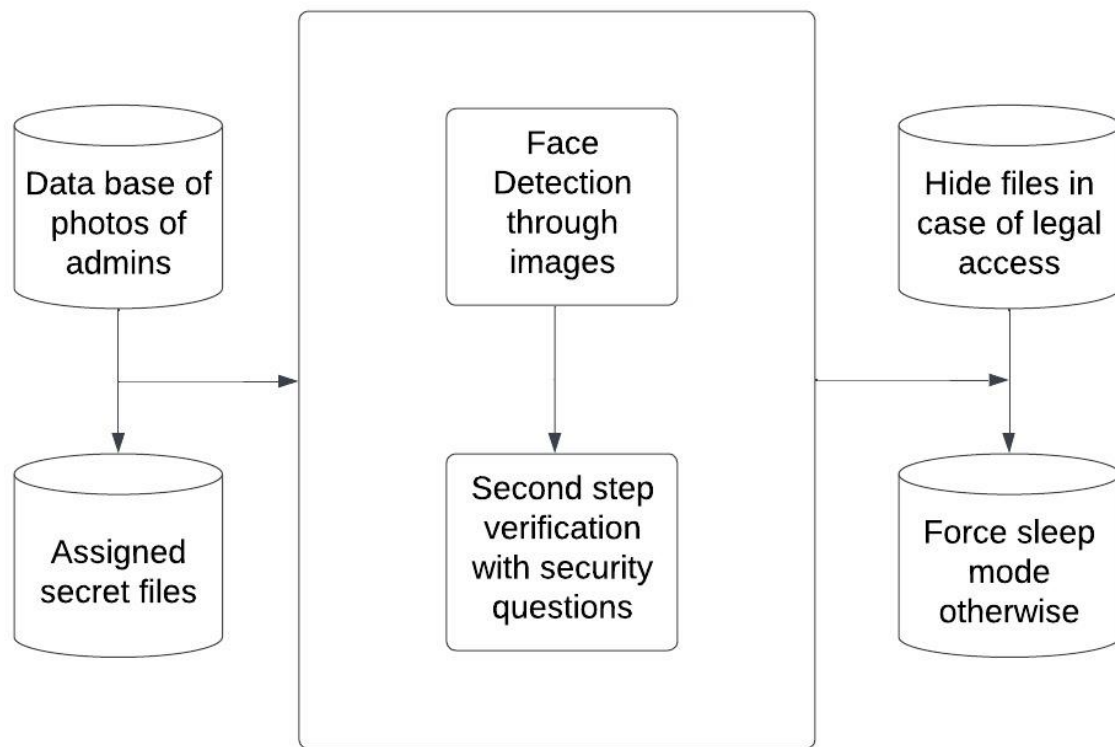 Data base of
photos of
admins
Assigned
secret files
Face
Detection
through
images
Second step
verification
with security
questions
Hide files in
case of legal
access
Force sleep
mode
otherwise